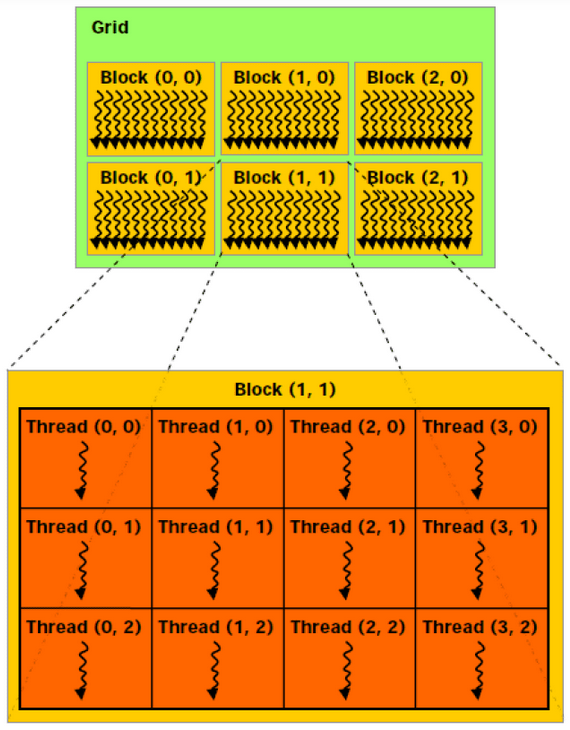 Grid
Block (0, 0) Block (1, 0) Block (2, 0)
Block (0, 1) Block (1, 1) Block (2, 1)
Block (1, 1)
Thread (0, 0) Thread (1, 0) Thread (2, 0) Thread (3, 0)
Thread (0, 1) Thread (1, 1) Thread (2, 1) Thread (3, 1)
Thread (0, 2) Thread (1, 2) Thread (2, 2) Thread (3, 2)